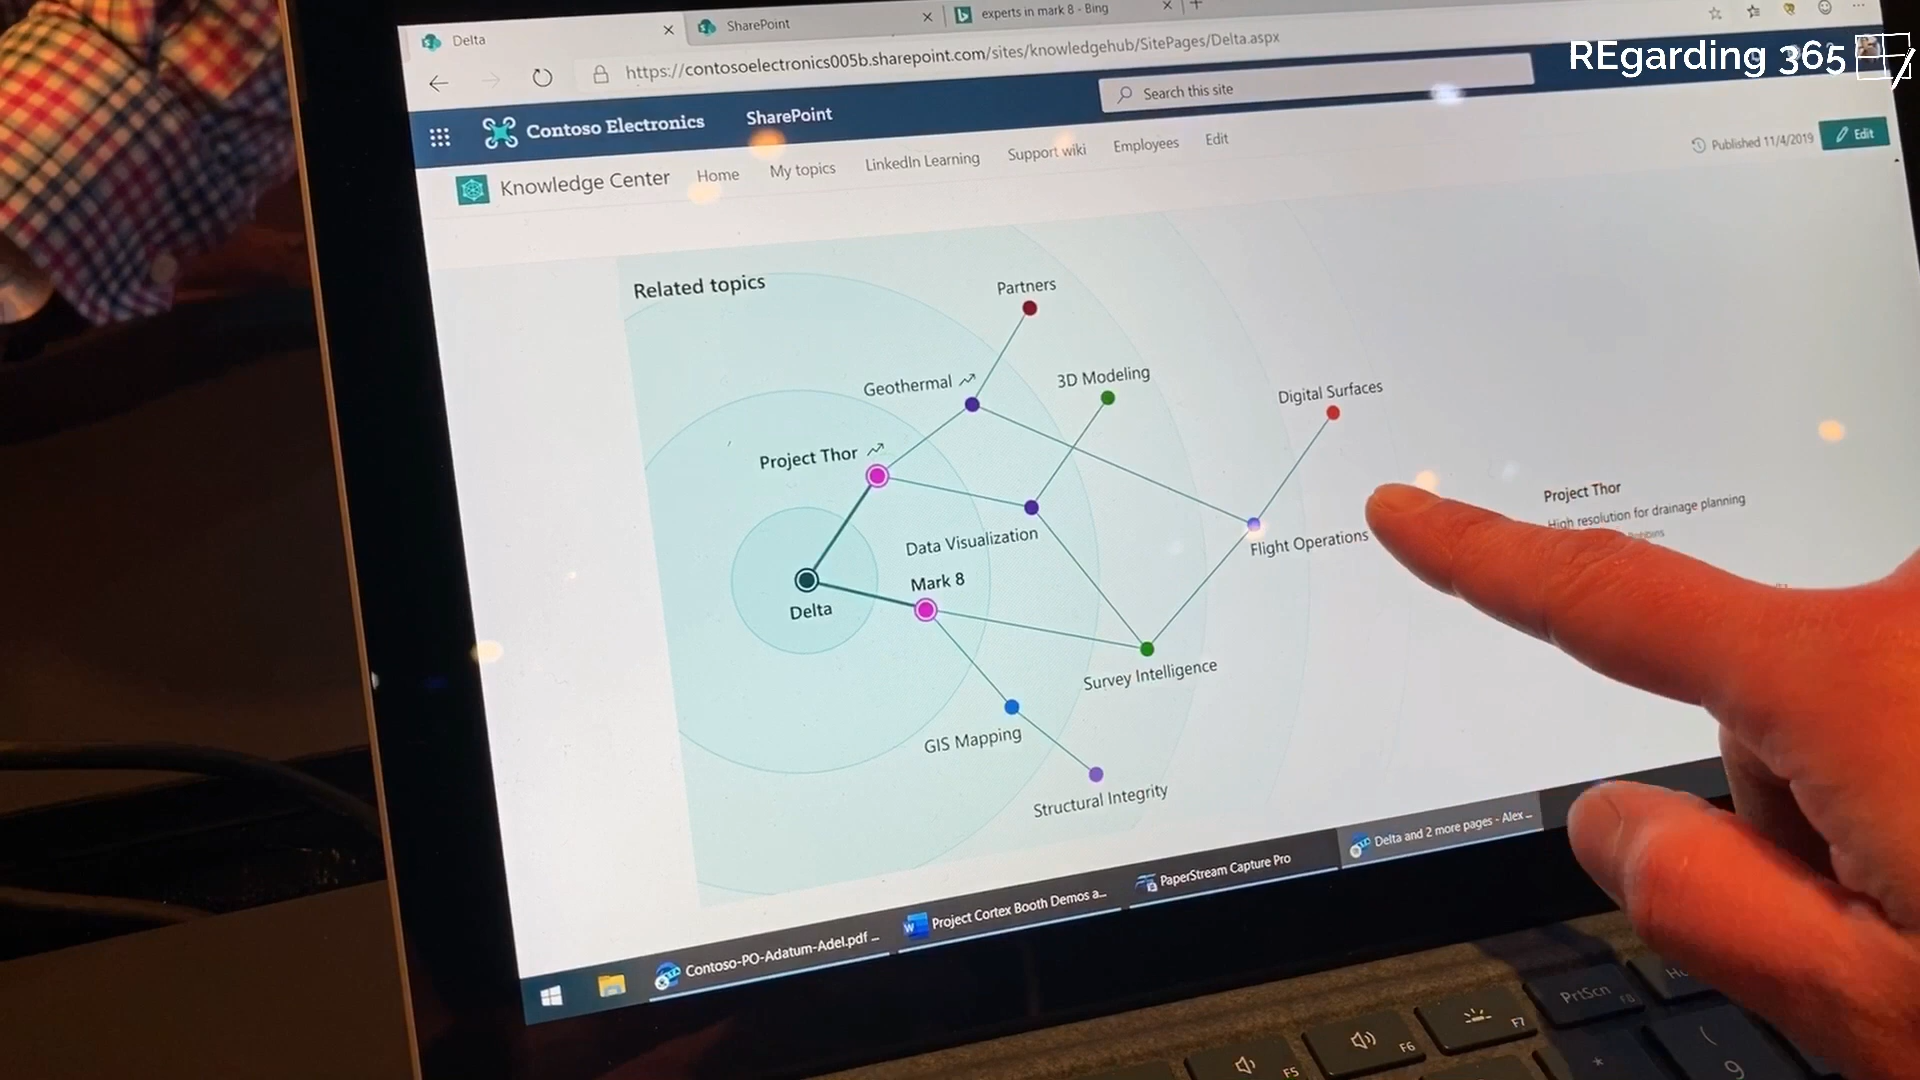 REgarding 365
Delta
SharePoint
experts in mark 8 - Bing
https://contosoelectronics005b.sharepoint.com/sites/knowledgehub/SitePages/Delta.aspx
Contoso Electronics
SharePoint
Search this site
Knowledge Center
Home
My topics
LinkedIn Learning
Support wiki
Employees
Edit
Published 11/4/2019
Edit
Related topics
Partners
Geothermal
3D Modeling
Digital Surfaces
Project Thor
Data Visualization
Flight Operations
Mark 8
Delta
Survey Intelligence
GIS Mapping
Structural Integrity
Project Thor
High resolution for drainage planning
Contoso-PO-Adatum-Adel.pdf ...
Project Cortex Booth Demos a...
PaperStream Capture Pro
Delta and 2 more pages - Alex ...
PrtScn
F8
F7
F6
F5
9